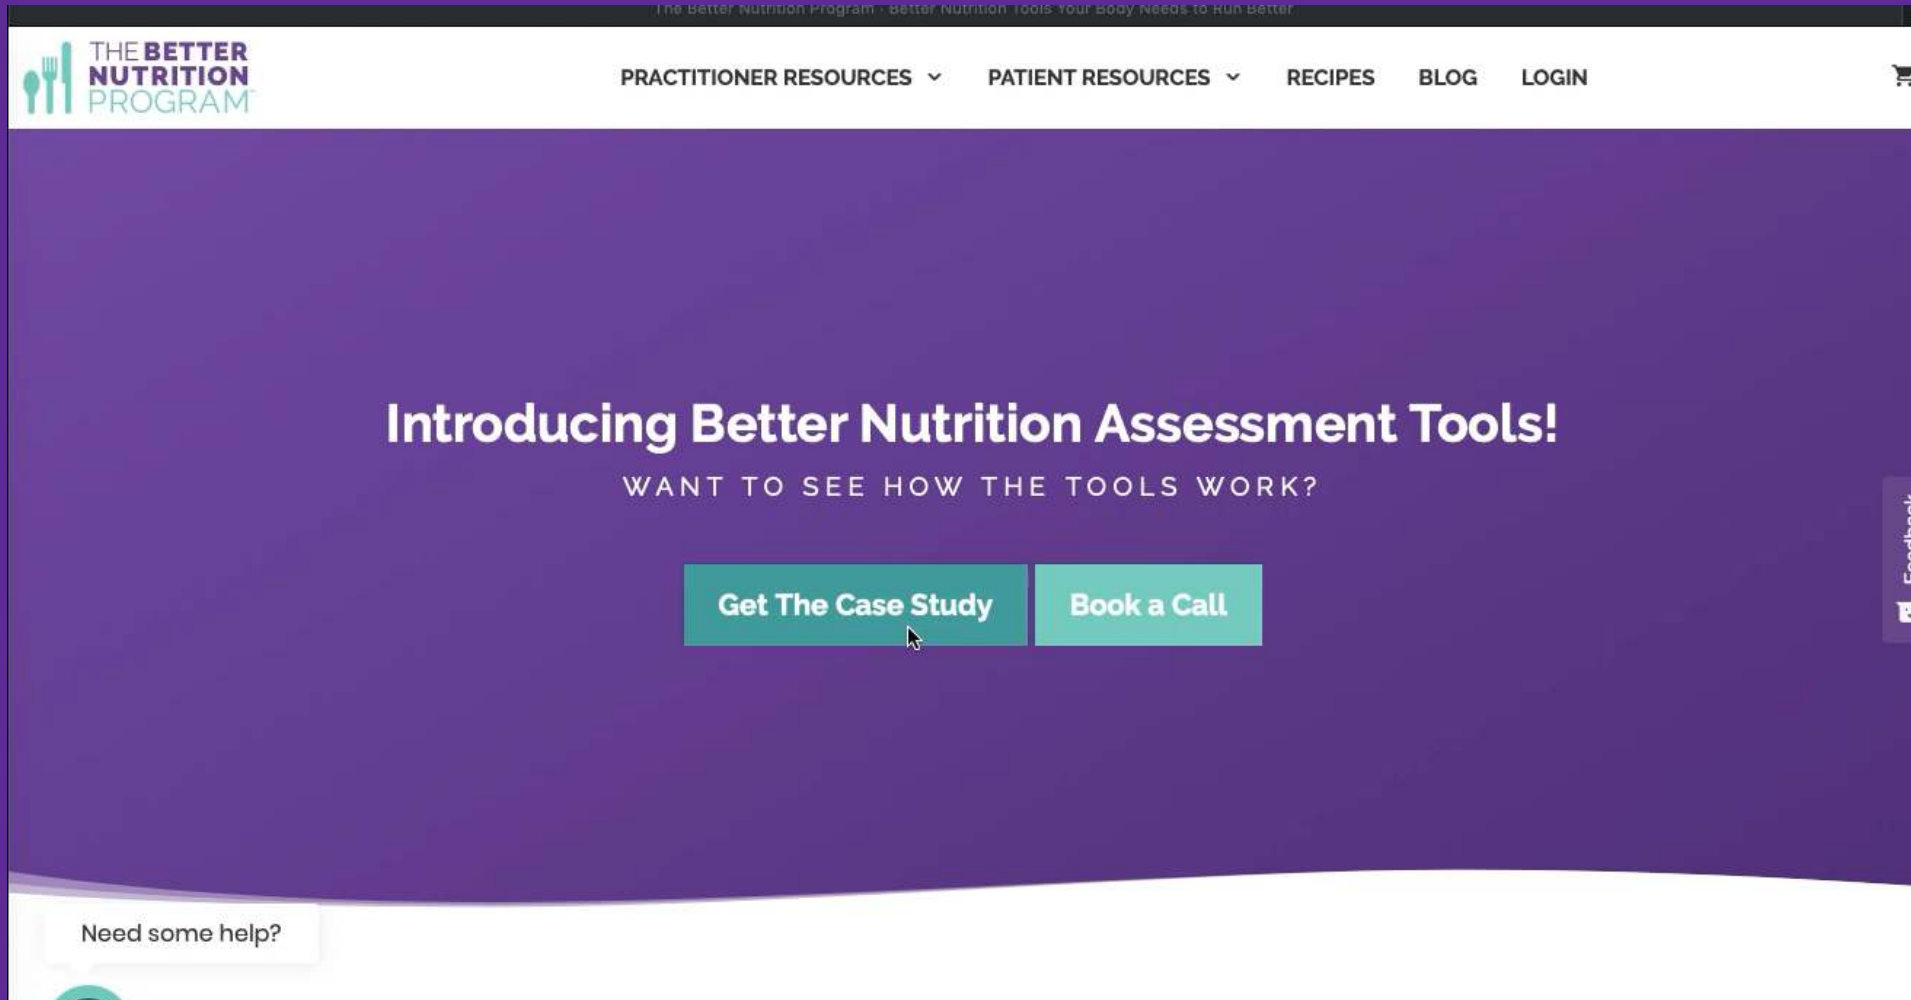 The Better Nutrition Program - Better Nutrition Tools Your Body Needs to Run Better
THE BETTER
NUTRITION
PROGRAM
PRACTITIONER RESOURCES
PATIENT RESOURCES
RECIPES
BLOG
LOGIN
Introducing Better Nutrition Assessment Tools!
WANT TO SEE HOW THE TOOLS WORK?
Get The Case Study
Book a Call
Feedback
Need some help?